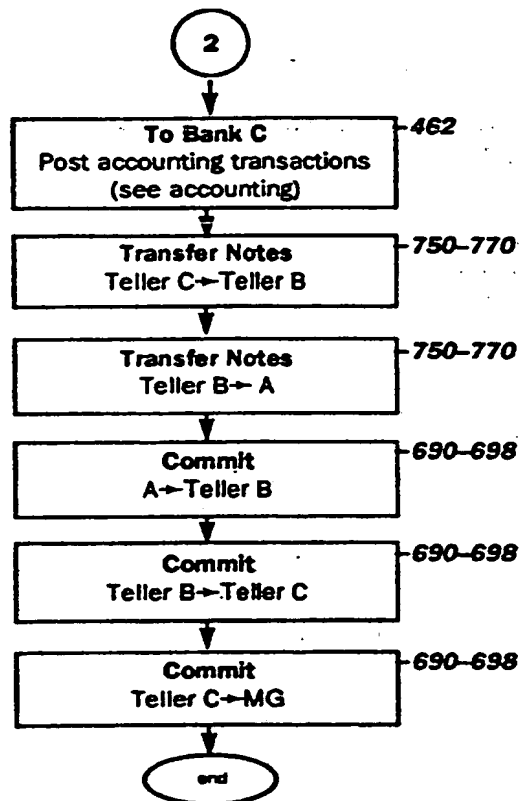 2
To Bank C
462
Post accounting transactions
(see accounting)
Transfer Notes
750–770
Teller C→Teller B
Transfer Notes
750–770
Teller B→A
Commit
690–698
A→Teller B
Commit
690–698
Teller B→Teller C
Commit
690–698
Teller C→MG
end